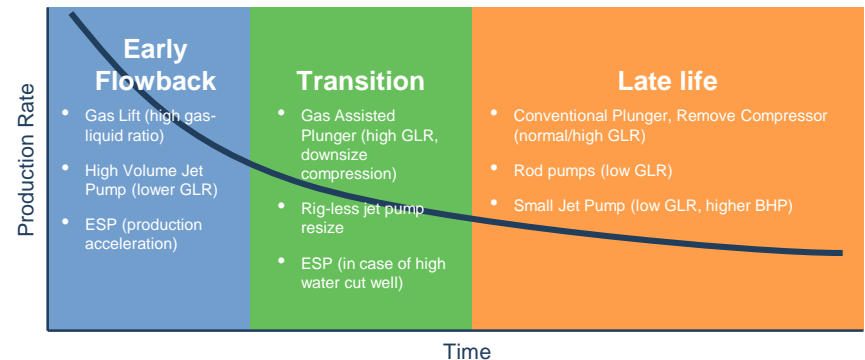 Production Rate
Early
Flowback
• Gas Lift (high gas-
liquid ratio)
• High Volume Jet
Pump (lower GLR)
• ESP (production
acceleration)
Transition
• Gas Assisted
Plunger (high GLR,
downsize
compression)
• Rig-less jet pump
resize
• ESP (in case of high
water cut well)
Late life
• Conventional Plunger, Remove Compressor
(normal/high GLR)
• Rod pumps (low GLR)
• Small Jet Pump (low GLR, higher BHP)
Time